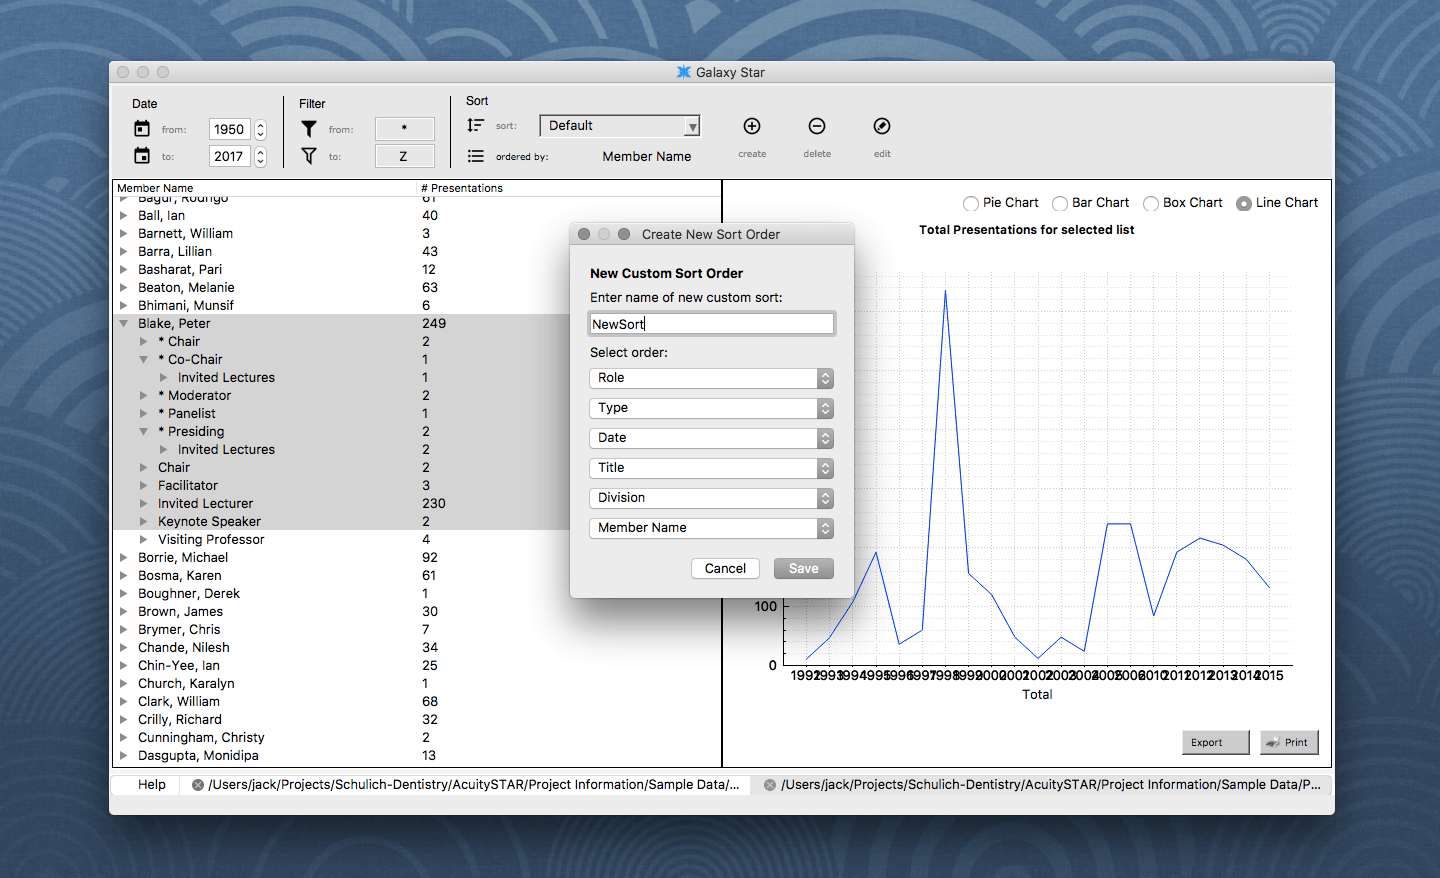 Galaxy Star
Date
from: 1950
to: 2017
Filter
from: *
to: Z
Sort
sort: Default
ordered by: Member Name
create
delete
edit
Member Name # Presentations
Bagur, Rodrigo 61
Ball, Ian 40
Barnett, William 3
Barra, Lillian 43
Basharat, Pari 12
Beaton, Melanie 63
Bhimani, Munsif 6
Blake, Peter 249
* Chair 2
* Co-Chair 1
Invited Lectures 1
* Moderator 2
* Panelist 1
* Presiding 2
Invited Lectures 2
Chair 2
Facilitator 3
Invited Lecturer 230
Keynote Speaker 2
Visiting Professor 4
Borrie, Michael 92
Bosma, Karen 61
Boughner, Derek 1
Brown, James 30
Brymer, Chris 7
Chande, Nilesh 34
Chin-Yee, Ian 25
Church, Karalyn 1
Clark, William 68
Crilly, Richard 32
Cunningham, Christy 2
Dasgupta, Monidipa 13
Create New Sort Order
New Custom Sort Order
Enter name of new custom sort:
NewSort
Select order:
Role
Type
Date
Title
Division
Member Name
Cancel Save
Pie Chart Bar Chart Box Chart Line Chart
Total Presentations for selected list
100
0
1992 1993 1994 1995 1996 1997 1998 1999 2000 2001 2002 2003 2004 2005 2006 2010 2011 2012 2013 2014 2015
Total
Export Print
Help /Users/jack/Projects/Schulich-Dentistry/AcuitySTAR/Project Information/Sample Data/... /Users/jack/Projects/Schulich-Dentistry/AcuitySTAR/Project Information/Sample Data/P...